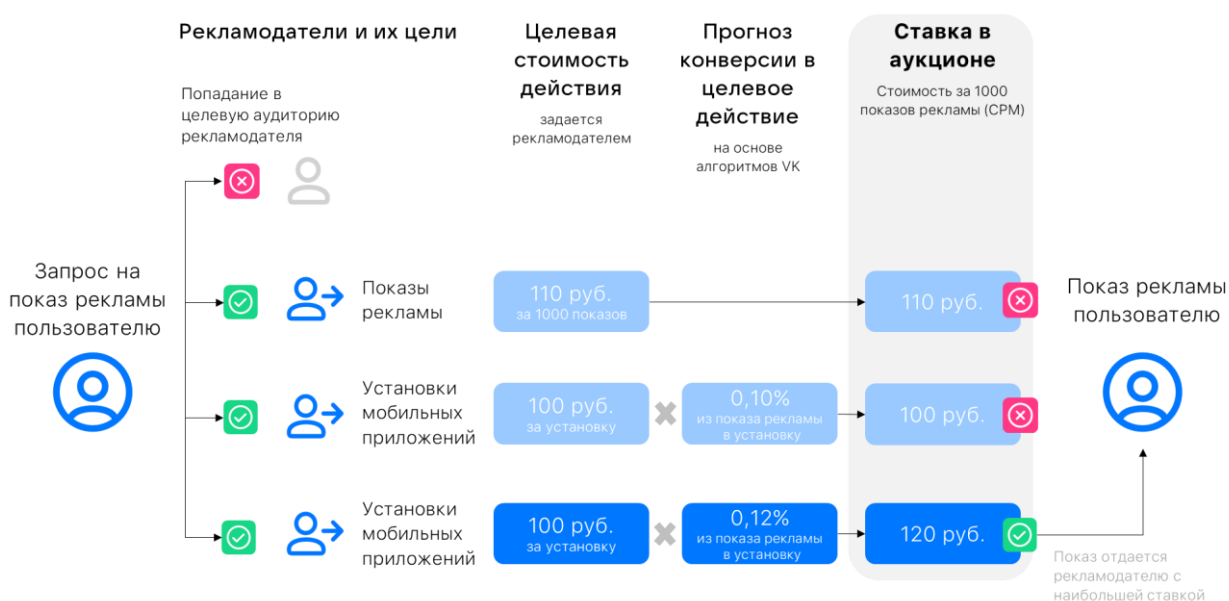 Рекламодатели и их цели
Целевая
стоимость
действия
задается
рекламодателем
Прогноз
конверсии в
целевое
действие
на основе
алгоритмов VK
Ставка в
аукционе
Стоимость за 1000
показов рекламы (CPM)
Попадание в
целевую аудиторию
рекламодателя
Запрос на
показ рекламы
пользователю
Показы
рекламы
110 руб.
за 1000 показов
110 руб.
Показ рекламы
пользователю
Установки
мобильных
приложений
100 руб.
за установку
0,10%
из показа рекламы
в установку
100 руб.
Установки
мобильных
приложений
100 руб.
за установку
0,12%
из показа рекламы
в установку
120 руб.
Показ отдается
рекламодателю с
наибольшей ставкой